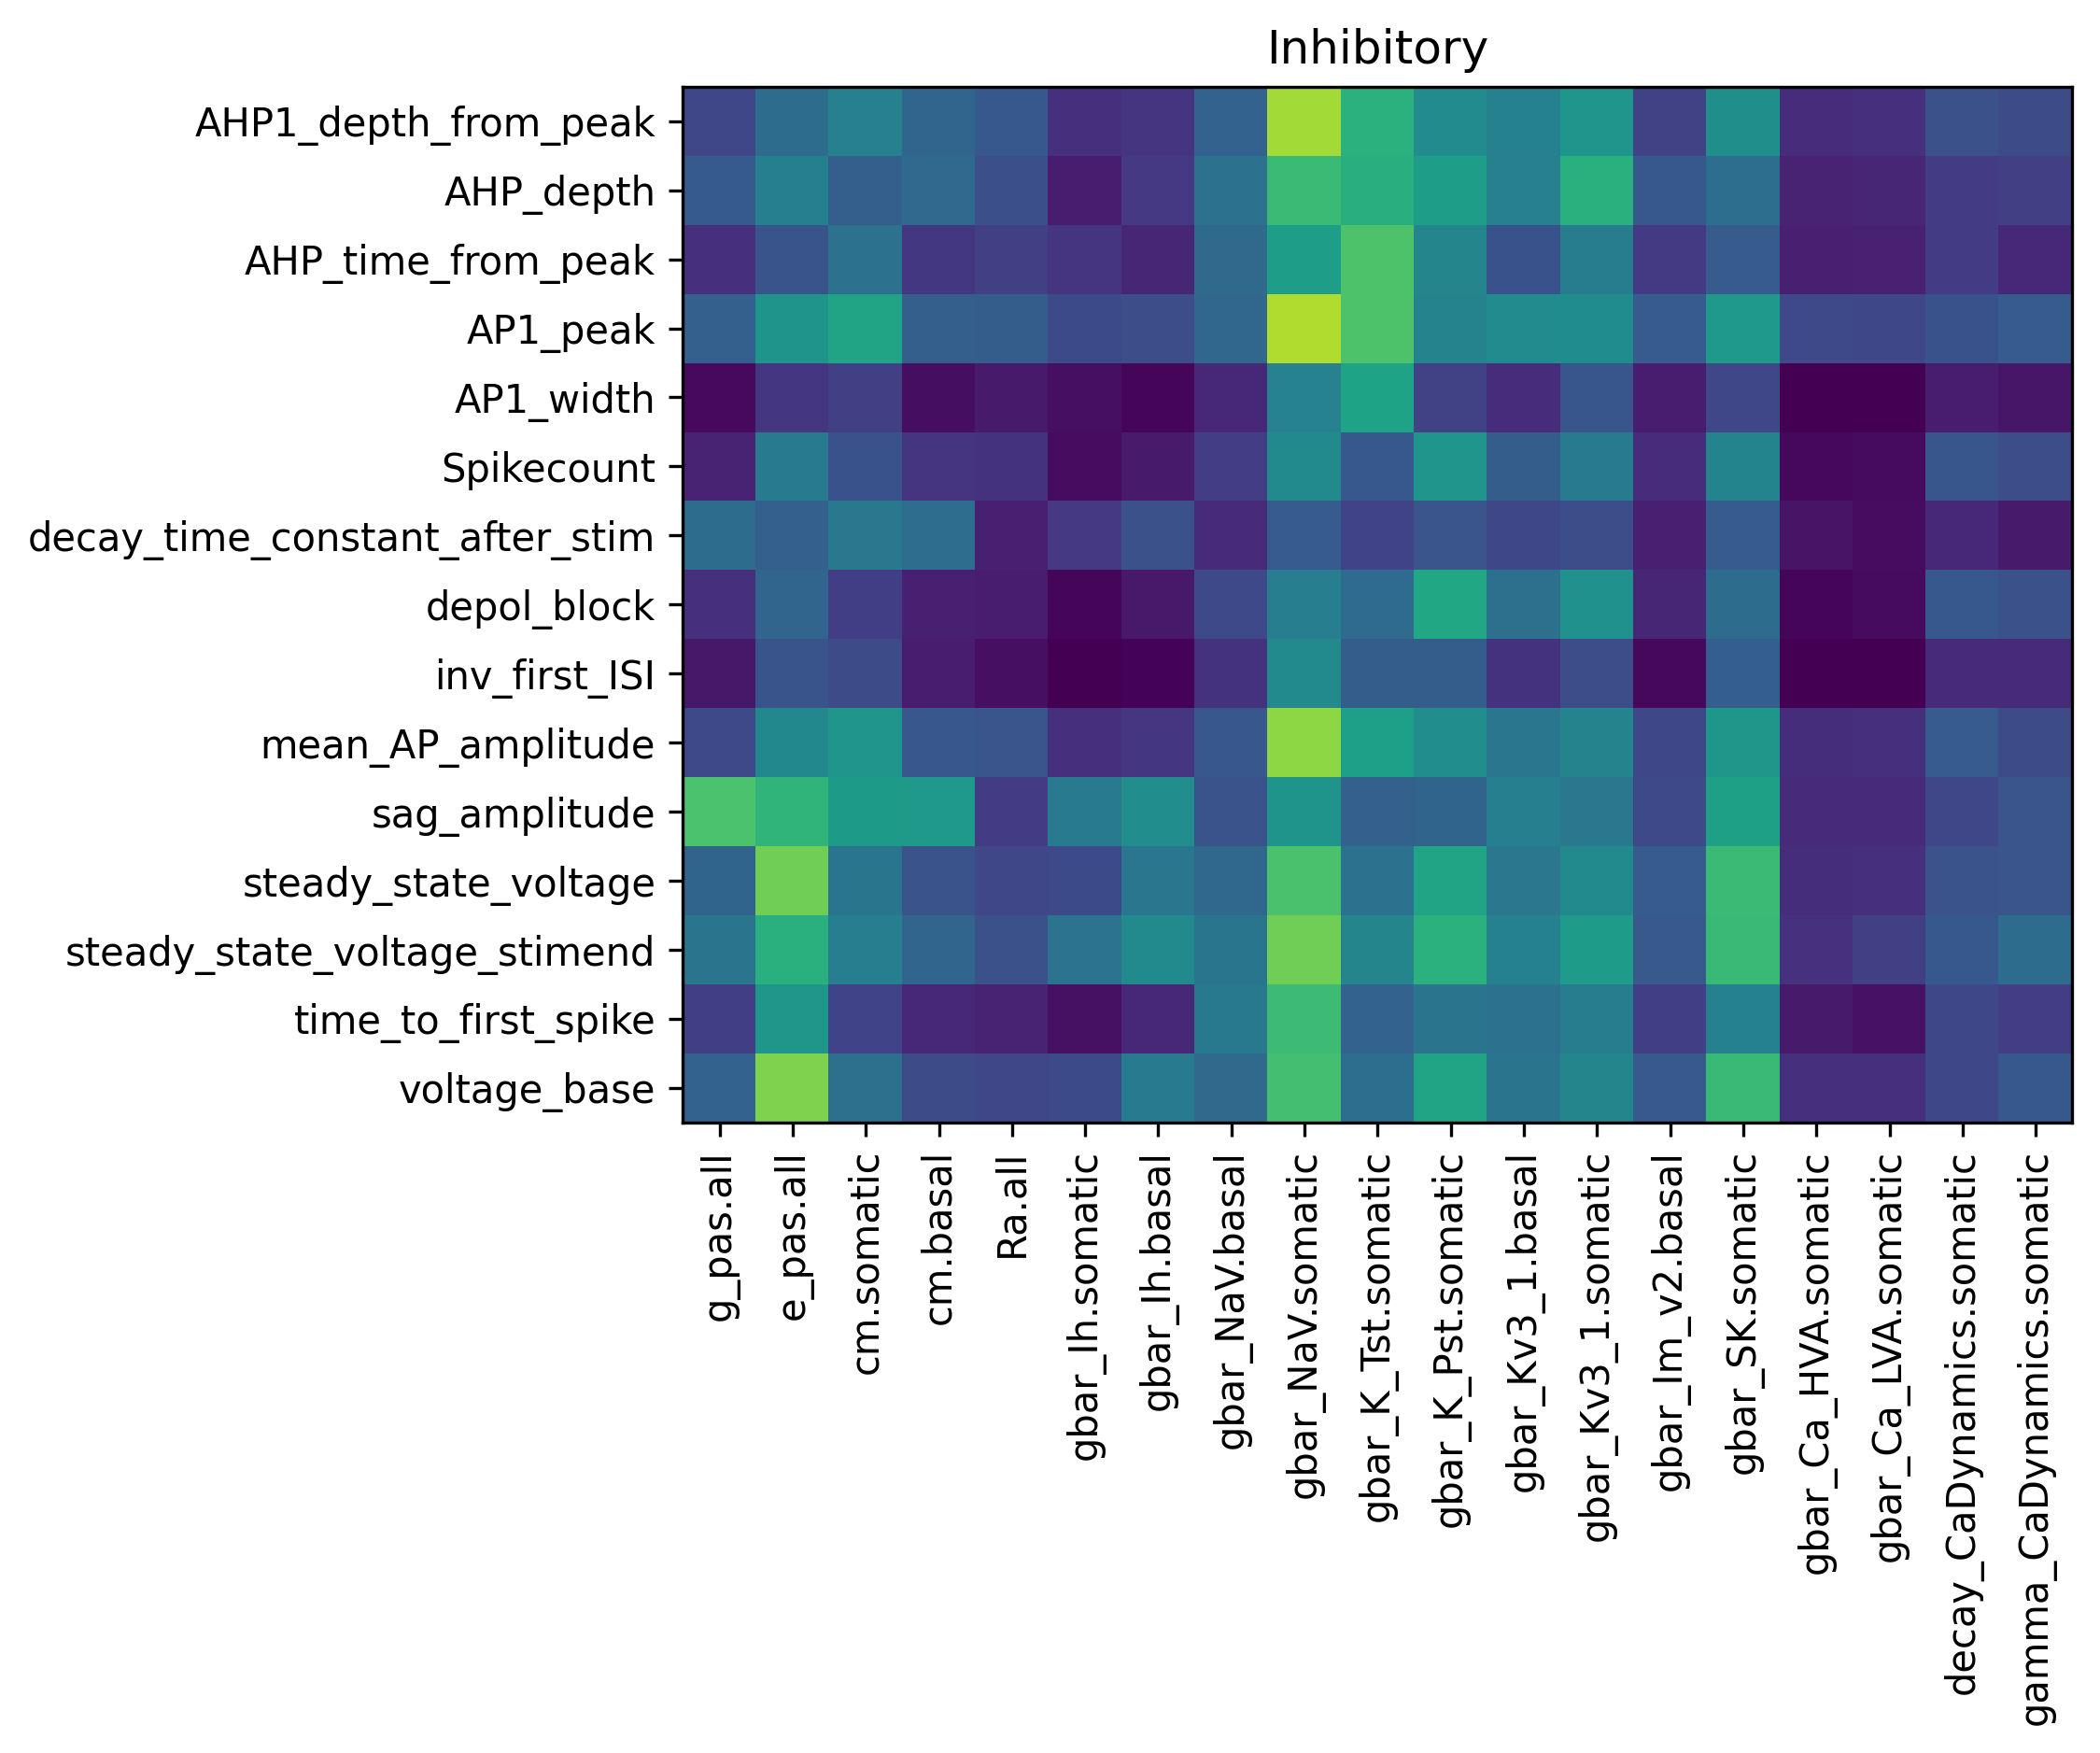 Inhibitory
AHP1_depth_from_peak
AHP_depth
AHP_time_from_peak
AP1_peak
AP1_width
Spikecount
decay_time_constant_after_stim
depol_block
inv_first_ISI
mean_AP_amplitude
sag_amplitude
steady_state_voltage
steady_state_voltage_stimend
time_to_first_spike
voltage_base
g_pas.all
e_pas.all
cm.somatic
cm.basal
Ra.all
gbar_Ih.somatic
gbar_Ih.basal
gbar_NaV.basal
gbar_NaV.somatic
gbar_K_Tst.somatic
gbar_K_Pst.somatic
gbar_Kv3_1.basal
gbar_Kv3_1.somatic
gbar_Im_v2.basal
gbar_SK.somatic
gbar_Ca_HVA.somatic
gbar_Ca_LVA.somatic
decay_CaDynamics.somatic
gamma_CaDynamics.somatic